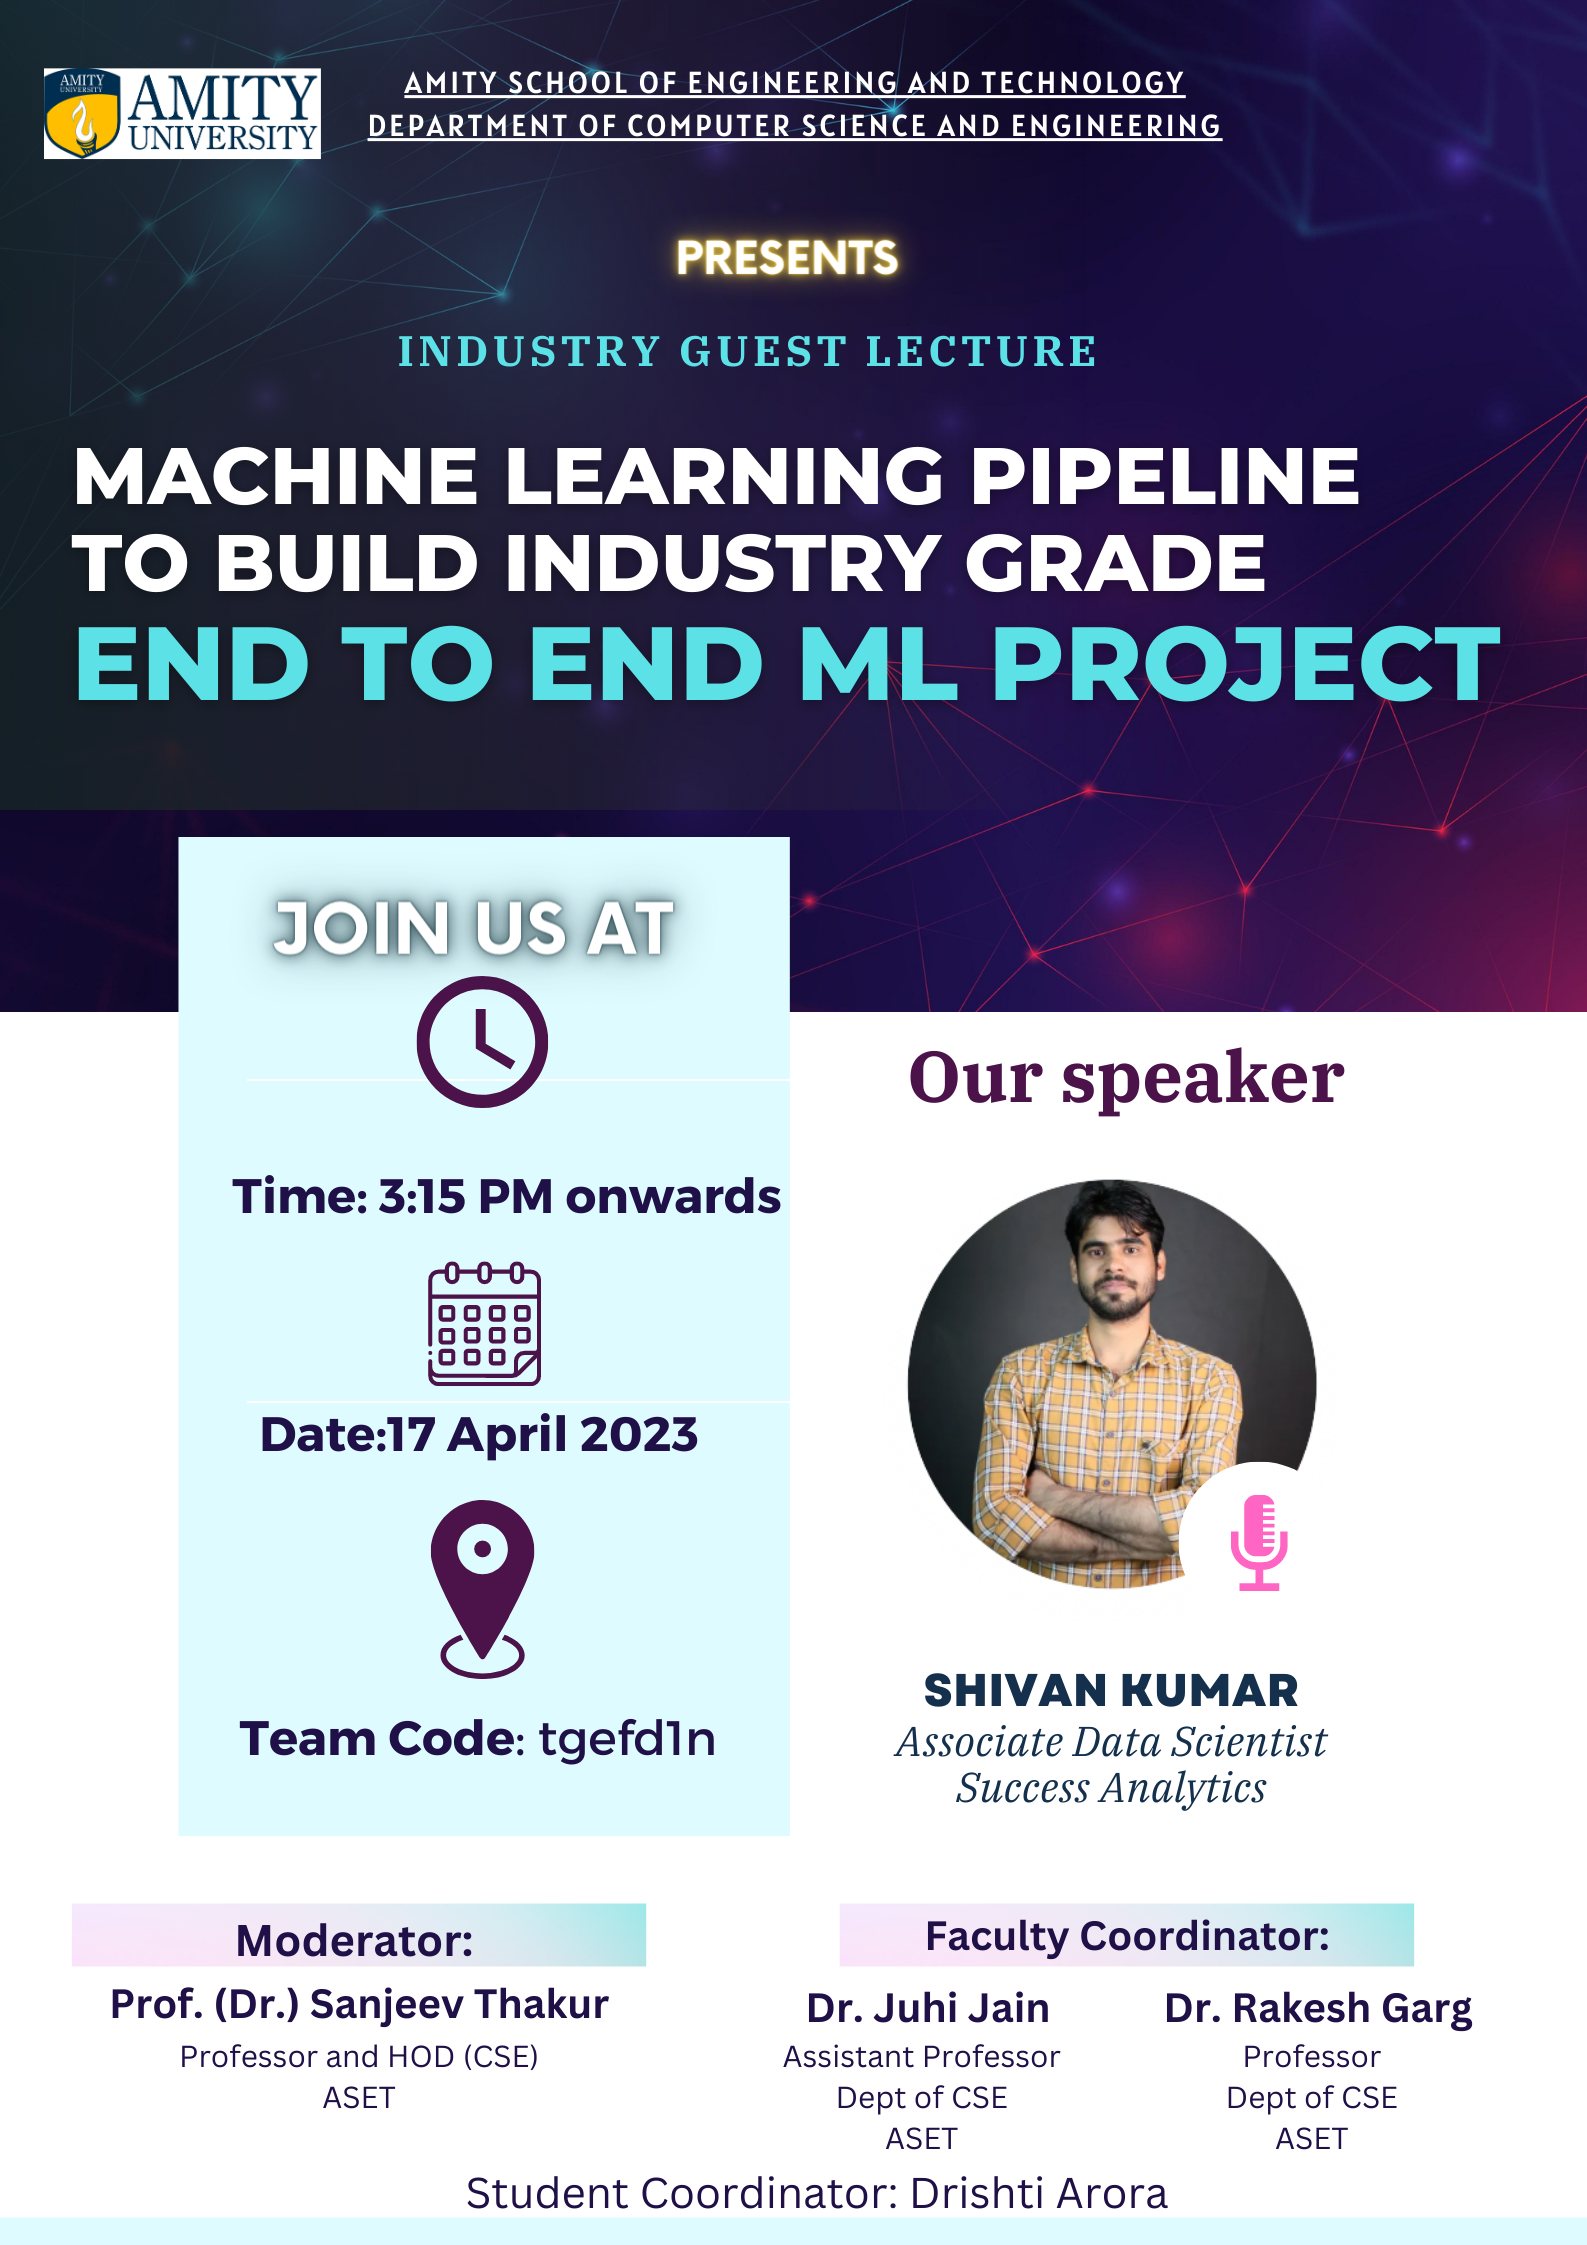 AMITY
UNIVERSITY
AMITY
UNIVERSITY
AMITY SCHOOL OF ENGINEERING AND TECHNOLOGY
DEPARTMENT OF COMPUTER SCIENCE AND ENGINEERING
PRESENTS
INDUSTRY GUEST LECTURE
MACHINE LEARNING PIPELINE
TO BUILD INDUSTRY GRADE
END TO END ML PROJECT
JOIN US AT
Time: 3:15 PM onwards
Date:17 April 2023
Team Code: tgefd1n
Our speaker
SHIVAN KUMAR
Associate Data Scientist
Success Analytics
Moderator:
Prof. (Dr.) Sanjeev Thakur
Professor and HOD (CSE)
ASET
Faculty Coordinator:
Dr. Juhi Jain
Assistant Professor
Dept of CSE
ASET
Dr. Rakesh Garg
Professor
Dept of CSE
ASET
Student Coordinator: Drishti Arora